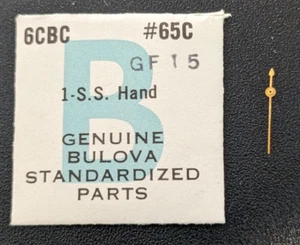 6CBC #65C
GF 15
1-S.S. Hand
B
GENUINE
BULOVA
STANDARDIZED
PARTS